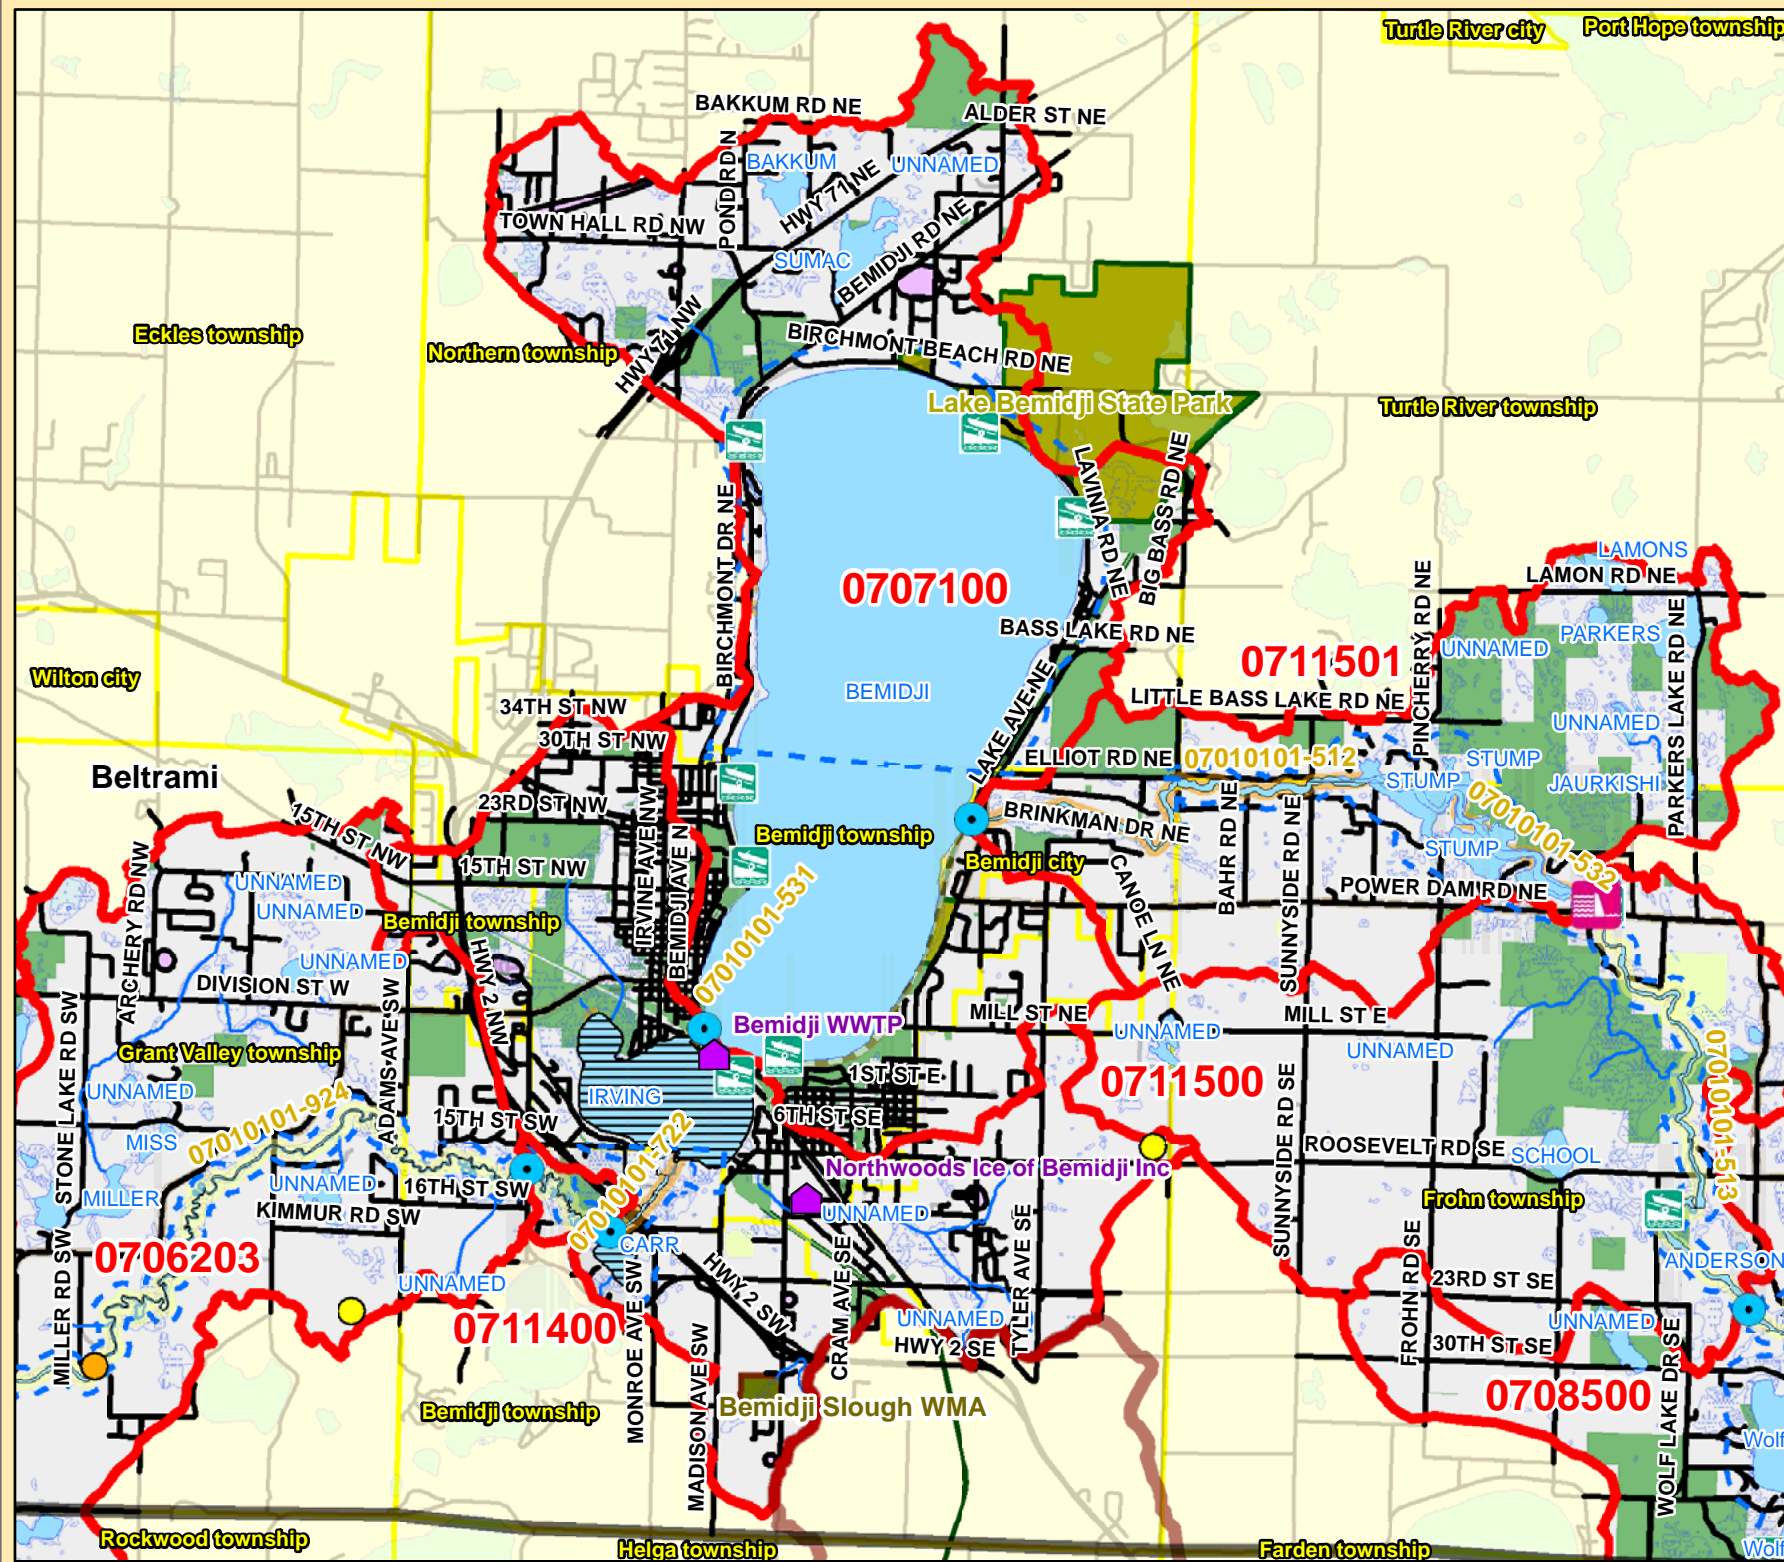 Turtle River city
Port Hope township
BAKKUM RD NE
ALDER ST NE
POND RD N
BAKKUM
UNNAMED
HWY 71 NE
TOWN HALL RD NW
BEMIDJI RD NE
SUMAC
Eckles township
Northern township
HWY 71 NW
BIRCHMONT BEACH RD NE
Lake Bemidji State Park
Turtle River township
LAVINIA RD NE
BIG BASS RD NE
BIRCHMONT DR NE
0707100
BASS LAKE RD NE
LAMONS
LAMON RD NE
PINCHERRY RD NE
UNNAMED
PARKERS
PARKERS LAKE RD NE
0711501
Wilton city
BEMIDJI
LAKE AVE NE
LITTLE BASS LAKE RD NE
UNNAMED
34TH ST NW
30TH ST NW
ELLIOT RD NE
07010101-512
STUMP
STUMP
JAURKISHI
Beltrami
23RD ST NW
15TH ST NW
IRVINE AVE NW
BEMIDJI AVE N
Bemidji township
BRINKMAN DR NE
BAHR RD NE
SUNNYSIDE RD NE
07010101-532
STUMP
15TH ST NW
Bemidji city
CANOE LN NE
POWER DAM RD NE
ARCHERY RD NW
UNNAMED
UNNAMED
Bemidji township
07010101-531
UNNAMED
HWY 2 NW
DIVISION ST W
ADAMS AVE SW
STONE LAKE RD SW
Grant Valley township
Bemidji WWTP
MILL ST NE
UNNAMED
MILL ST E
UNNAMED
07010101-513
UNNAMED
IRVING
1ST ST E
0711500
07010101-924
15TH ST SW
6TH ST SE
07010101-722
SUNNYSIDE RD SE
ROOSEVELT RD SE
SCHOOL
MISS
MILLER
UNNAMED
16TH ST SW
Northwoods Ice of Bemidji Inc
Frohn township
KIMMUR RD SW
UNNAMED
TYLER AVE SE
0706203
MILLER RD SW
CARR
HWY 2 SW
CRAM AVE SE
FROHN RD SE
ANDERSON
UNNAMED
23RD ST SE
0711400
MONROE AVE SW
MADISON AVE SW
UNNAMED
HWY 2 SE
UNNAMED
30TH ST SE
WOLF LAKE DR SE
0708500
Bemidji Slough WMA
Bemidji township
Wolf
Rockwood township
Helga township
Farden township
Wolf